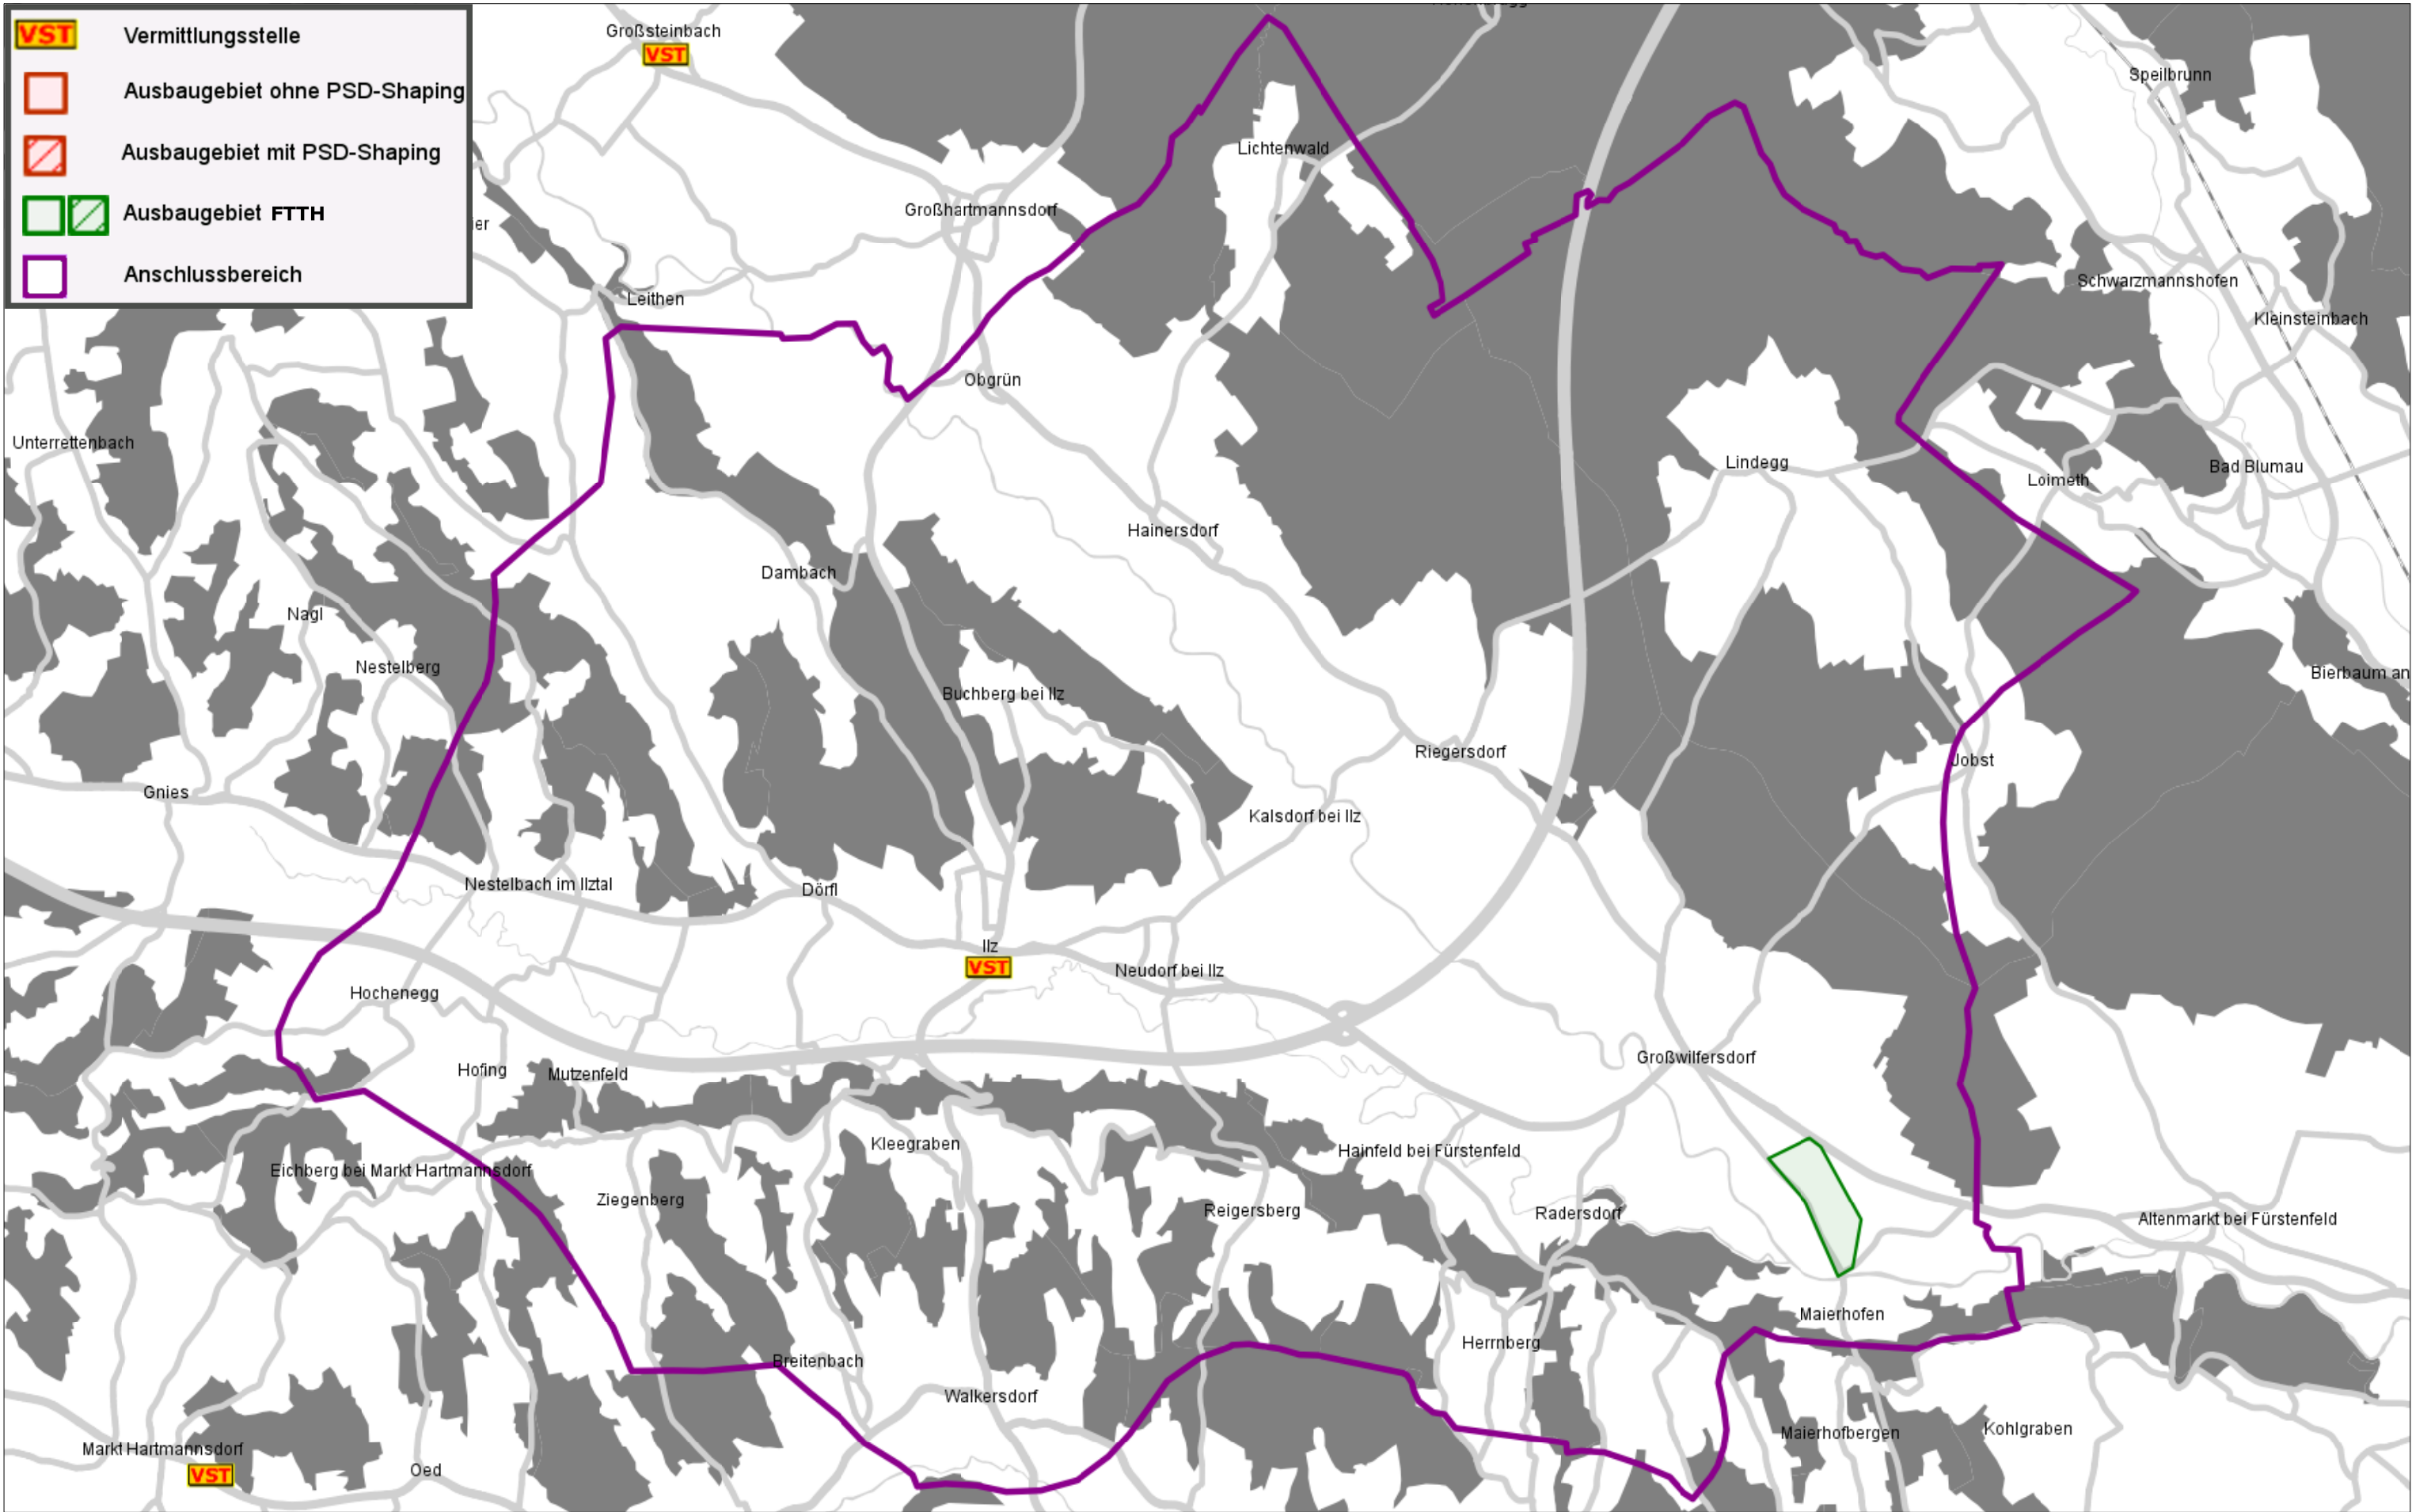 VST Vermittlungsstelle
Ausbaugebiet ohne PSD-Shaping
Ausbaugebiet mit PSD-Shaping
Ausbaugebiet FTTH
Anschlussbereich
Großsteinbach
VST
Speilbrunn
Lichtenwald
Großhartmannsdorf
ier
Schwarzmannshofen
Leithen
Kleinsteinbach
Obgrün
Unterrettenbach
Lindegg
Bad Blumau
Loimeth
Hainersdorf
Dambach
Nagl
Nestelberg
Bierbaum an
Buchberg bei Ilz
Riegersdorf
Jobst
Gnies
Kalsdorf bei Ilz
Nestelbach im Ilztal
Dörfl
Ilz
VST
Neudorf bei Ilz
Hochenegg
Großwilfersdorf
Hofing
Mutzenfeld
Kleegraben
Hainfeld bei Fürstenfeld
Eichberg bei Markt Hartmannsdorf
Ziegenberg
Reigersberg
Radersdorf
Altenmarkt bei Fürstenfeld
Maierhofen
Herrnberg
Breitenbach
Walkersdorf
Maierhofbergen
Kohlgraben
Markt Hartmannsdorf
VST
Oed